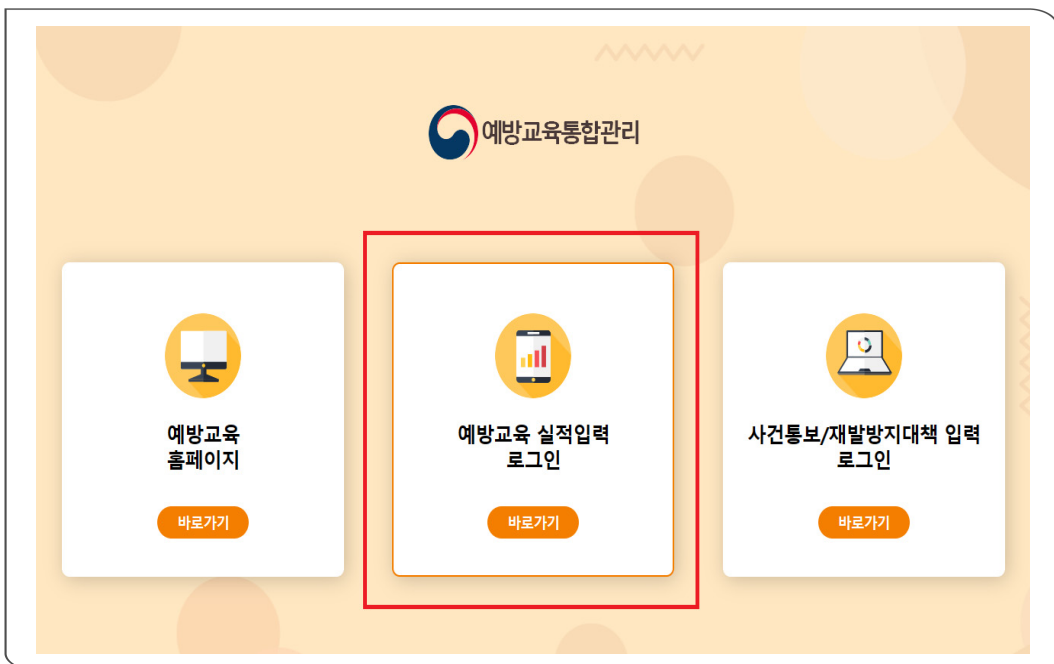 예방교육통합관리
예방교육
홈페이지
바로가기
예방교육 실적입력
로그인
바로가기
사건통보/재발방지대책 입력
로그인
바로가기